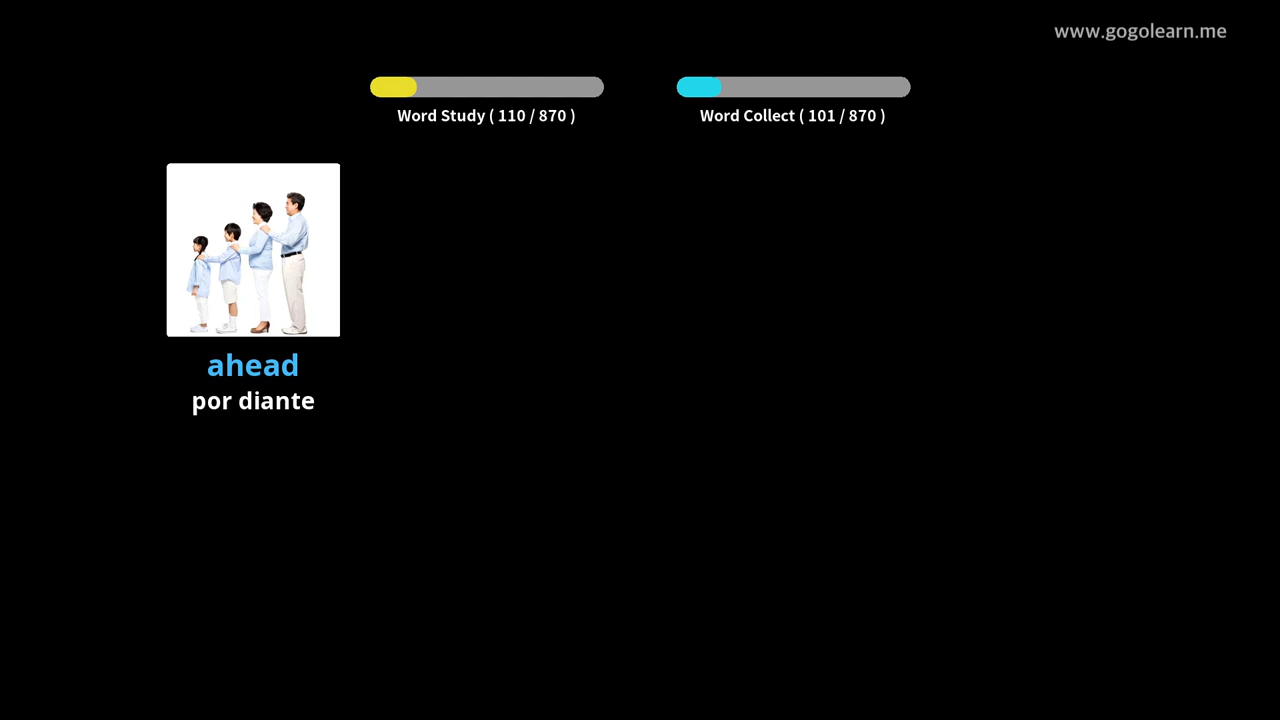 www.gogolearn.me
Word Study ( 110 / 870 )
Word Collect ( 101 / 870 )
ahead
por diante